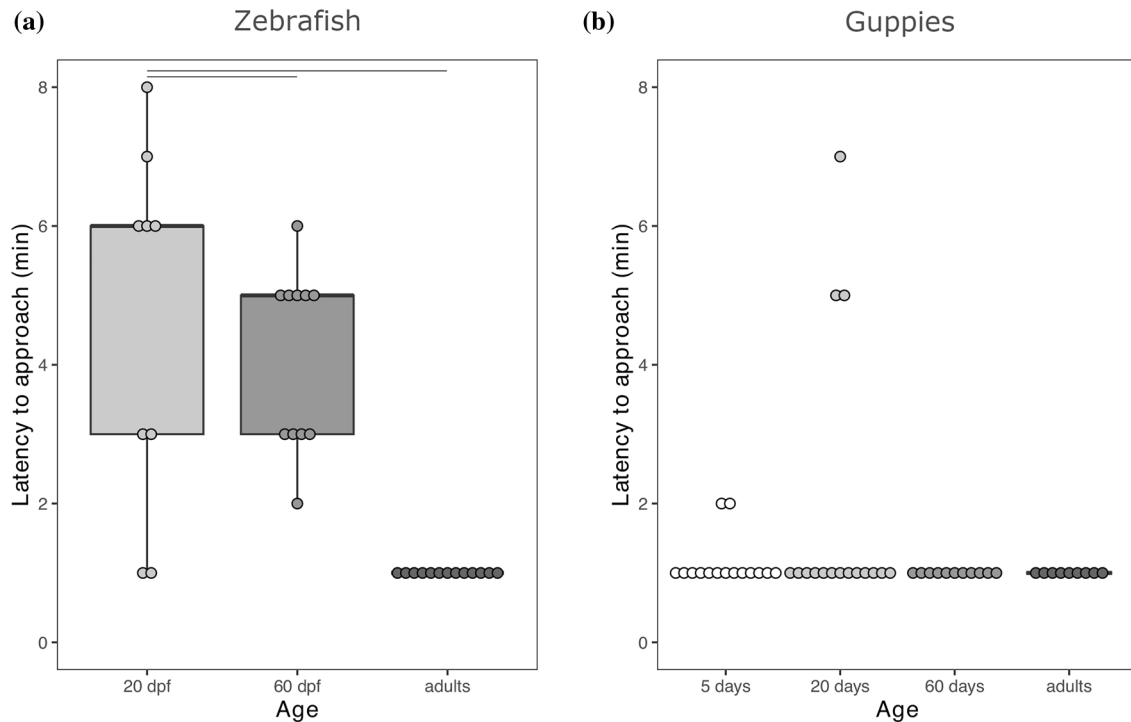 (a) Zebrafish
Latency to approach (min)
8
6
4
2
0
20 dpf 60 dpf adults
Age
(b) Guppies
Latency to approach (min)
8
6
4
2
0
5 days 20 days 60 days adults
Age